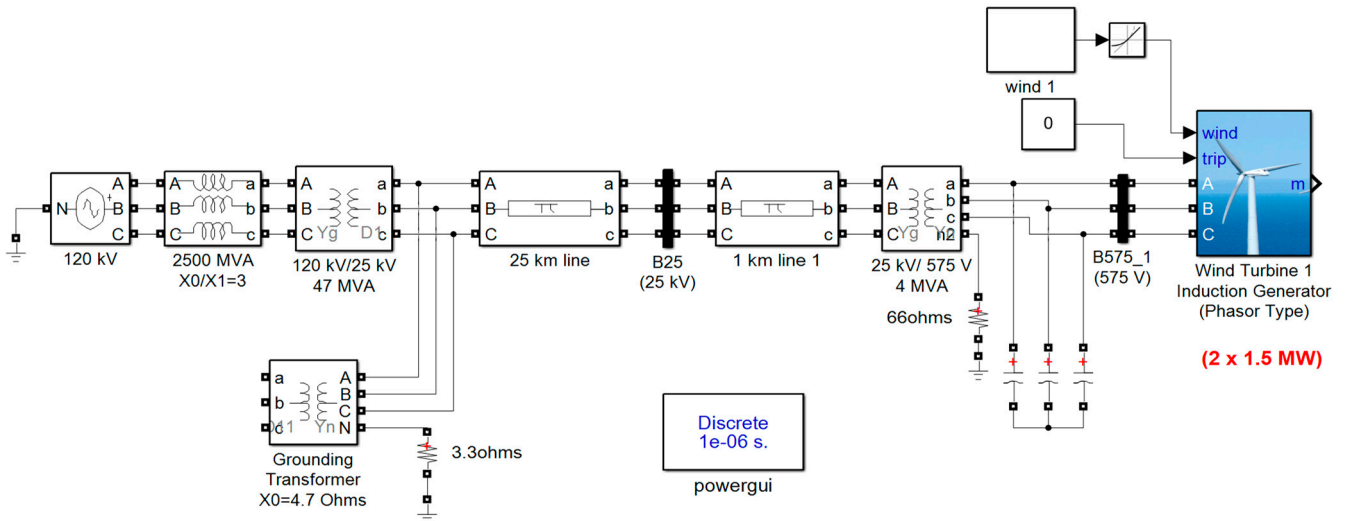 wind 1
0
wind
trip
A
B
C
m
N
A
B
C
120 kV
A
B
C
a
b
c
2500 MVA
X0/X1=3
A
B
C
a
b
c
Yg
D1
120 kV/25 kV
47 MVA
A
B
C
a
b
c
25 km line
B25
(25 kV)
A
B
C
a
b
c
1 km line 1
A
B
C
a
b
c
n2
Yg
25 kV/ 575 V
4 MVA
66ohms
B575_1
(575 V)
Wind Turbine 1
Induction Generator
(Phasor Type)
(2 x 1.5 MW)
a
b
c
A
B
C
N
Yn
3.3ohms
Grounding
Transformer
X0=4.7 Ohms
Discrete
1e-06 s.
powergui